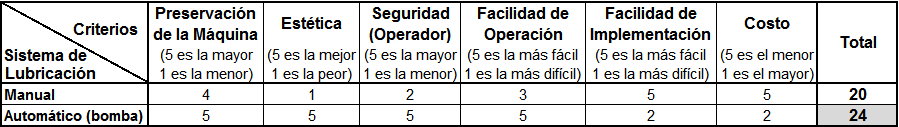 Criterios
Sistema de
Lubricación
Preservación
de la Máquina
(5 es la mayor
1 es la menor)
Estética
(5 es la mejor
1 es la peor)
Seguridad
(Operador)
(5 es la mayor
1 es la menor)
Facilidad de
Operación
(5 es la más fácil
1 es la más difícil)
Facilidad de
Implementación
(5 es la más fácil
1 es la más difícil)
Costo
(5 es el menor
1 es el mayor)
Total
Manual 4 1 2 3 5 5 20
Automático (bomba) 5 5 5 5 2 2 24